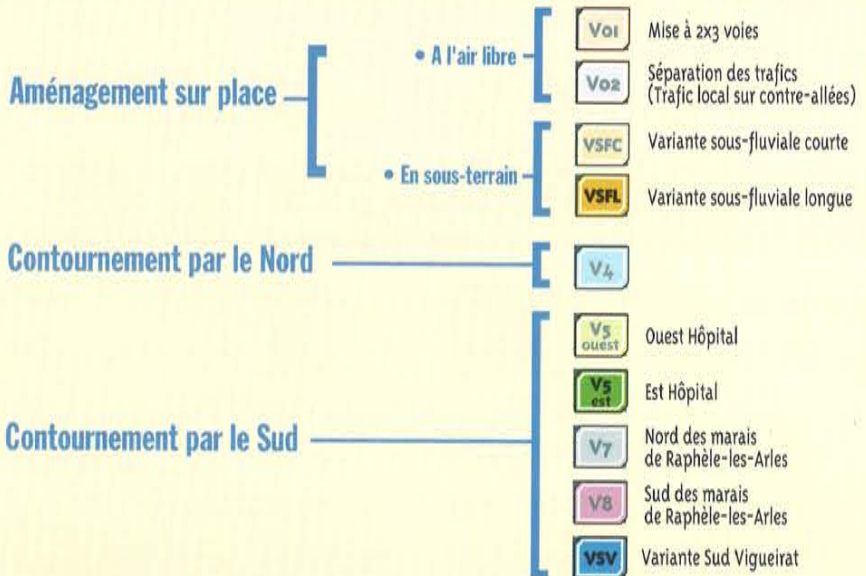 Aménagement sur place
• A l'air libre
V01
Mise à 2x3 voies
V02
Séparation des trafics
(Trafic local sur contre-allées)
• En sous-terrain
VSFC
Variante sous-fluviale courte
VSFL
Variante sous-fluviale longue
Contournement par le Nord
V4
Contournement par le Sud
V5
ouest
Ouest Hôpital
V5
est
Est Hôpital
V7
Nord des marais
de Raphèle-les-Arles
V8
Sud des marais
de Raphèle-les-Arles
VSV
Variante Sud Vigueirat